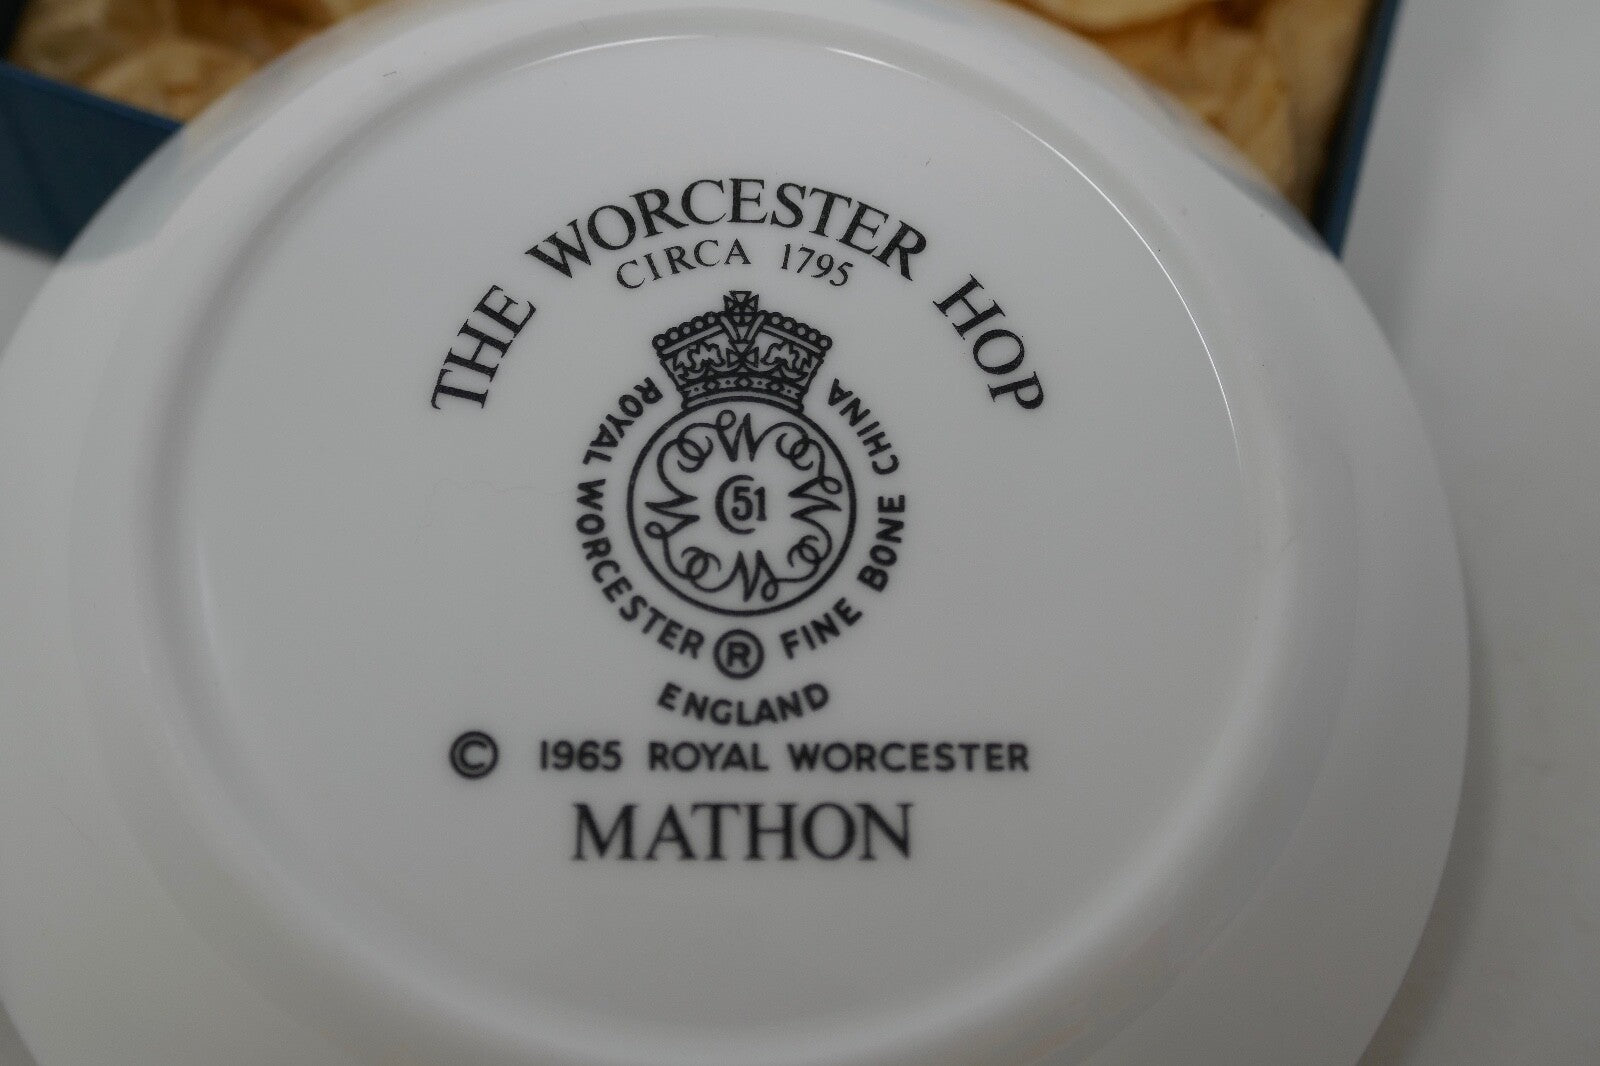 THE WORCESTER HOP
CIRCA 1795
C 51
ROYAL WORCESTER ® FINE BONE CHINA
ENGLAND
© 1965 ROYAL WORCESTER
MATHON